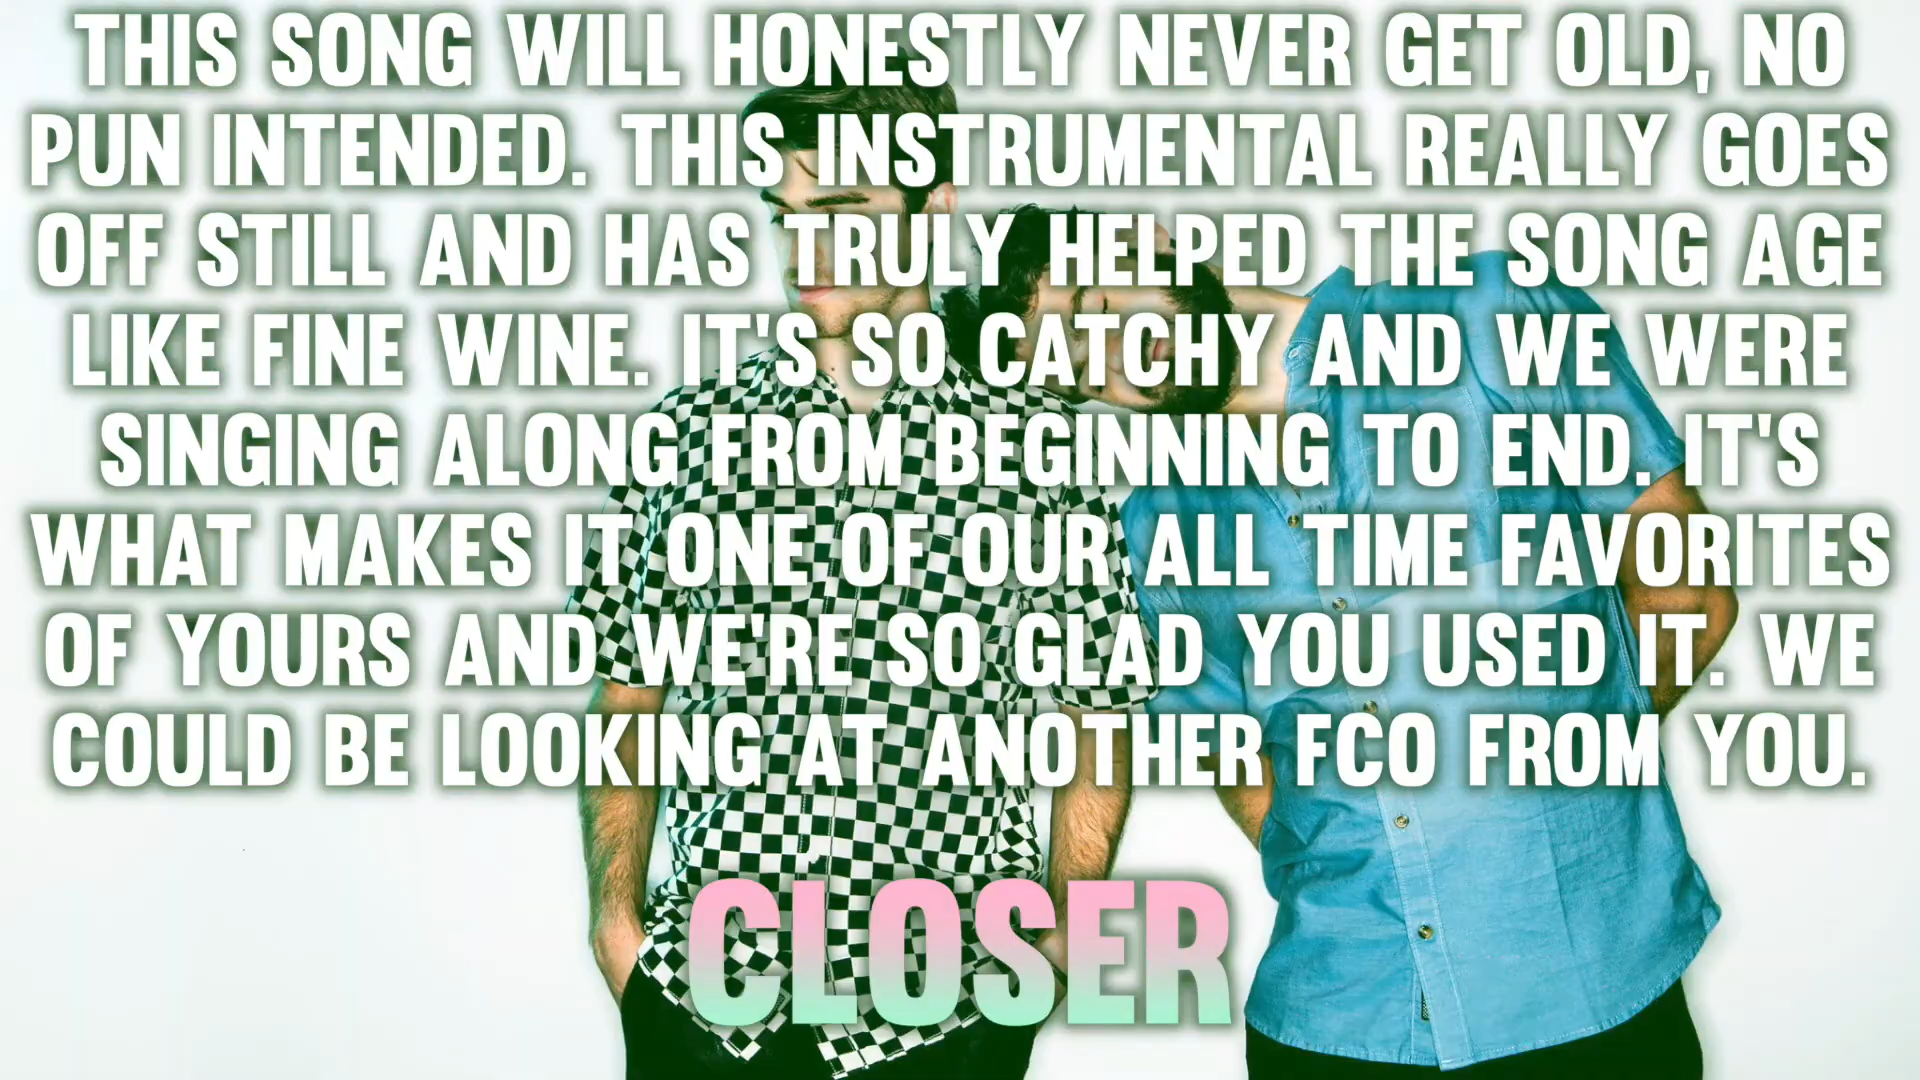 THIS SONG WILL HONESTLY NEVER GET OLD, NO
PUN INTENDED. THIS INSTRUMENTAL REALLY GOES
OFF STILL AND HAS TRULY HELPED THE SONG AGE
LIKE FINE WINE. IT'S SO CATCHY AND WE WERE
SINGING ALONG FROM BEGINNING TO END. IT'S
WHAT MAKES IT ONE OF OUR ALL TIME FAVORITES
OF YOURS AND WE'RE SO GLAD YOU USED IT. WE
COULD BE LOOKING AT ANOTHER FCO FROM YOU.
CLOSER